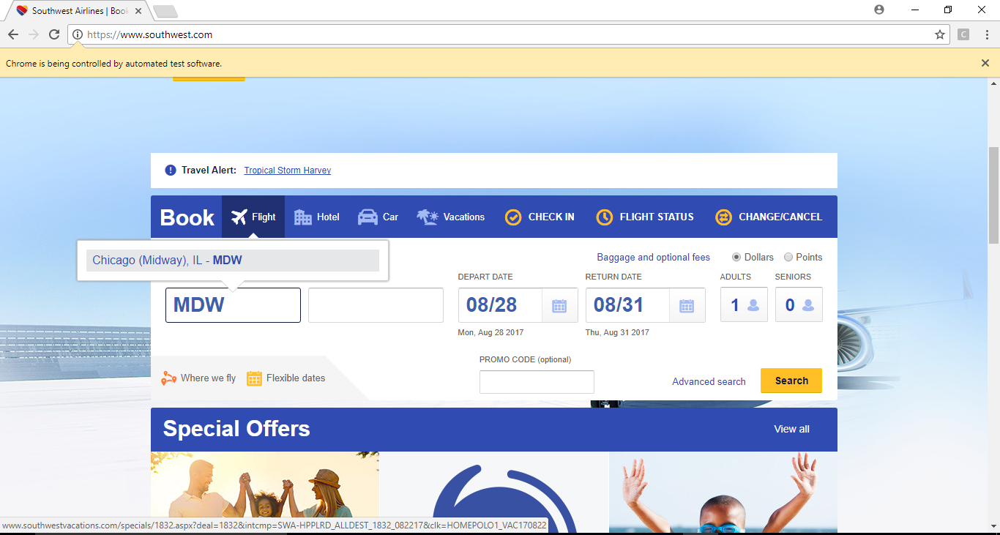 Southwest Airlines | Book
https://www.southwest.com
C
Chrome is being controlled by automated test software.
Travel Alert: Tropical Storm Harvey
Book Flight Hotel Car Vacations CHECK IN FLIGHT STATUS CHANGE/CANCEL
Chicago (Midway), IL - MDW
Baggage and optional fees Dollars Points
DEPART DATE RETURN DATE ADULTS SENIORS
MDW 08/28 08/31 1 0
Mon, Aug 28 2017 Thu, Aug 31 2017
PROMO CODE (optional)
Where we fly Flexible dates Advanced search Search
Special Offers View all
www.southwestvacations.com/specials/1832.aspx?deal=1832&intcmp=SWA-HPPLRD_ALLDEST_1832_082217&clk=HOMEPOLO1_VAC170822